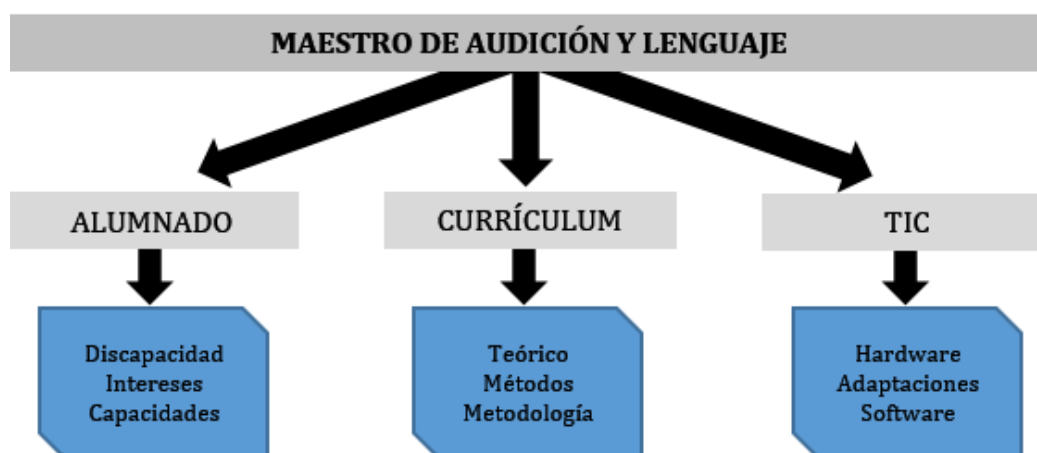 MAESTRO DE AUDICIÓN Y LENGUAJE
ALUMNADO
CURRÍCULUM
TIC
Discapacidad
Intereses
Capacidades
Teórico
Métodos
Metodología
Hardware
Adaptaciones
Software